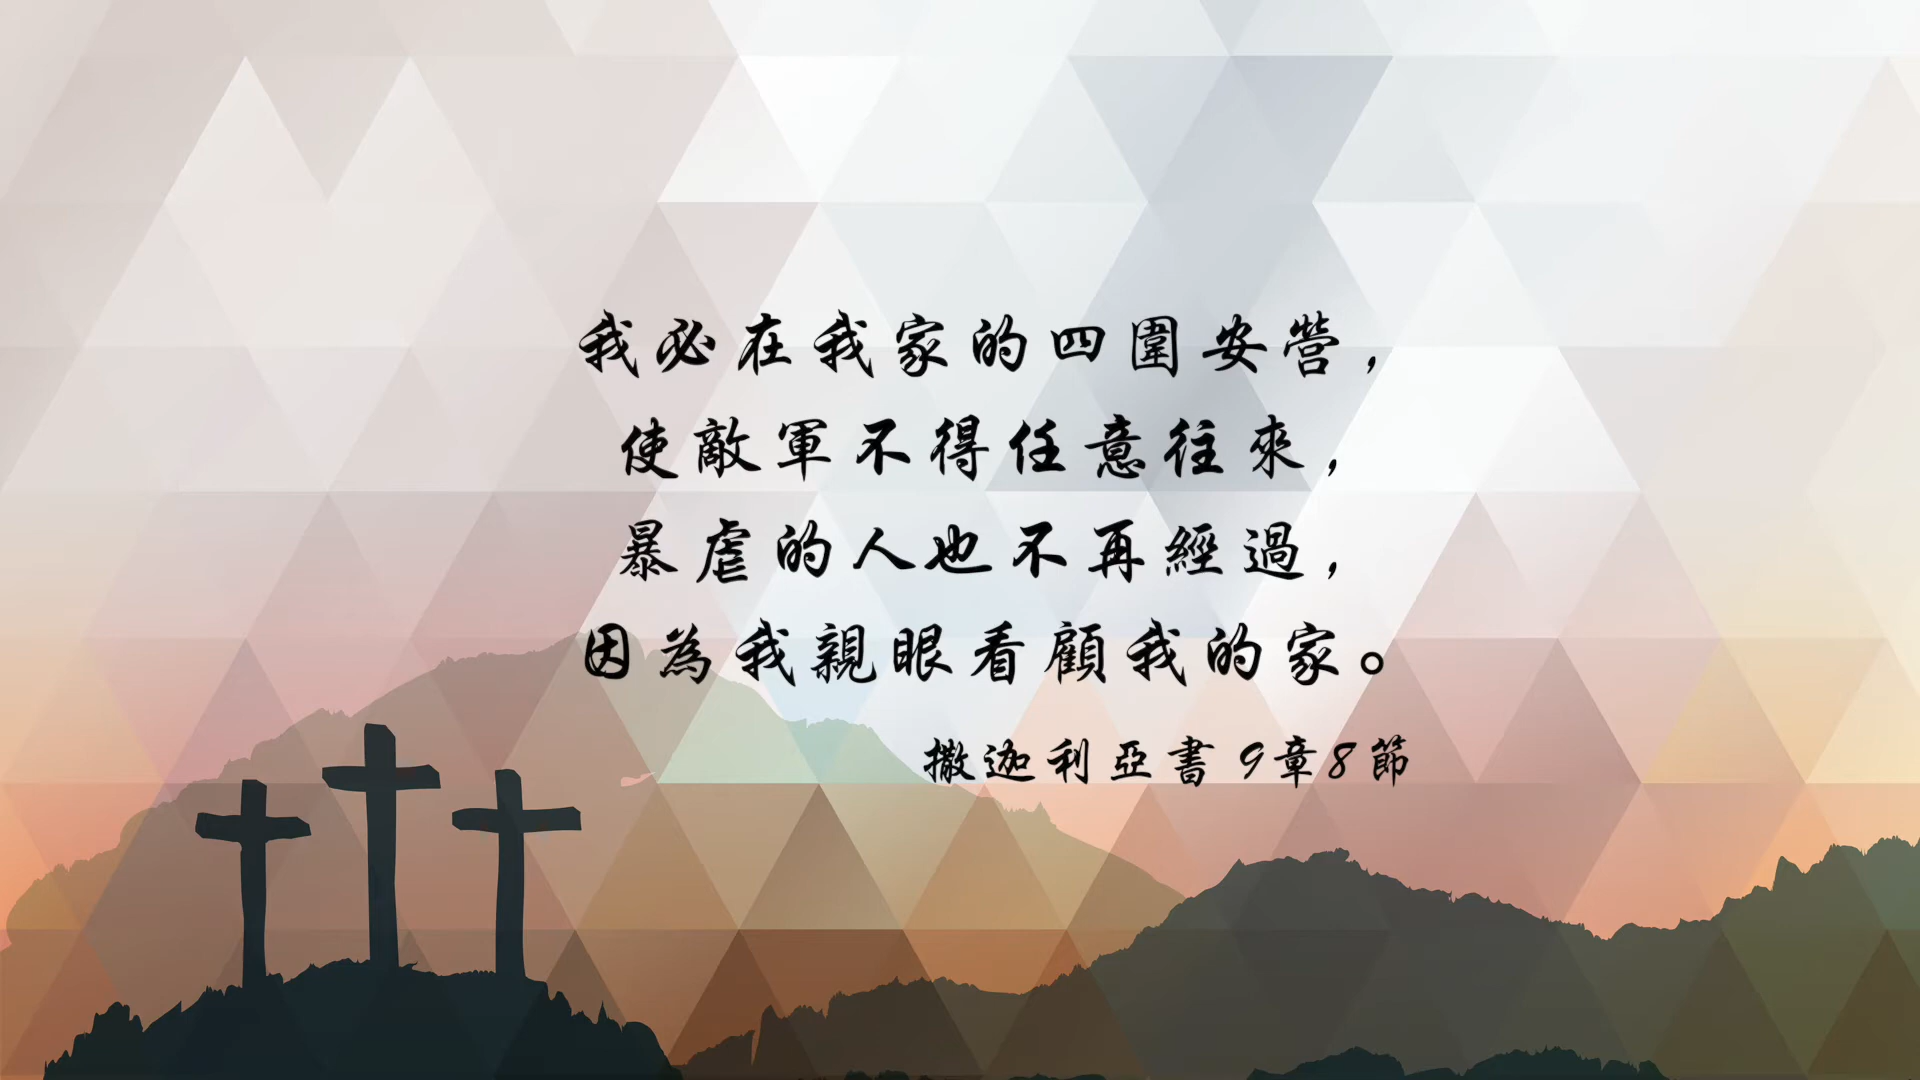 我必在我家的四圍安營，
使敵軍不得任意往來，
暴虐的人也不再經過，
因為我親眼看顧我的家。
撒迦利亞書 9章8節